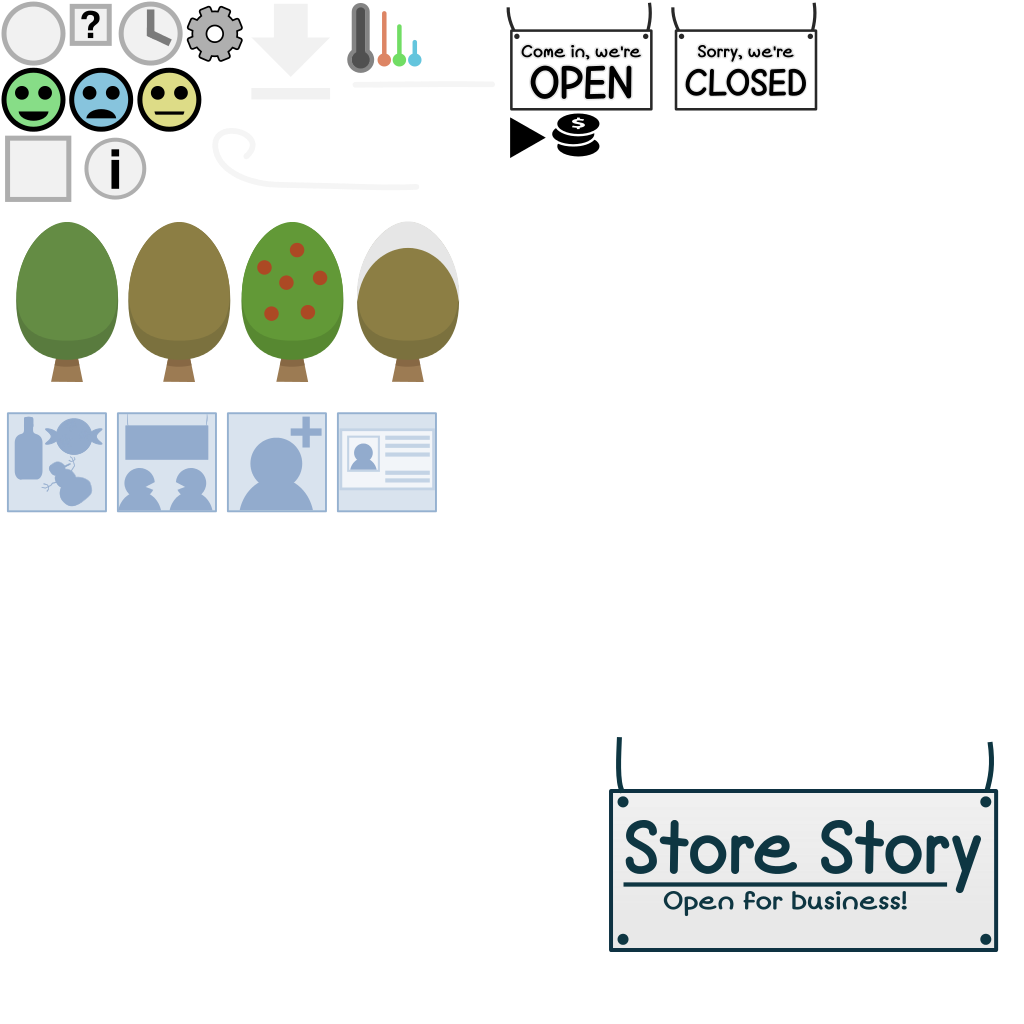 ?
Come in, we're
OPEN
Sorry, we're
CLOSED
$
i
Store Story
Open for business!